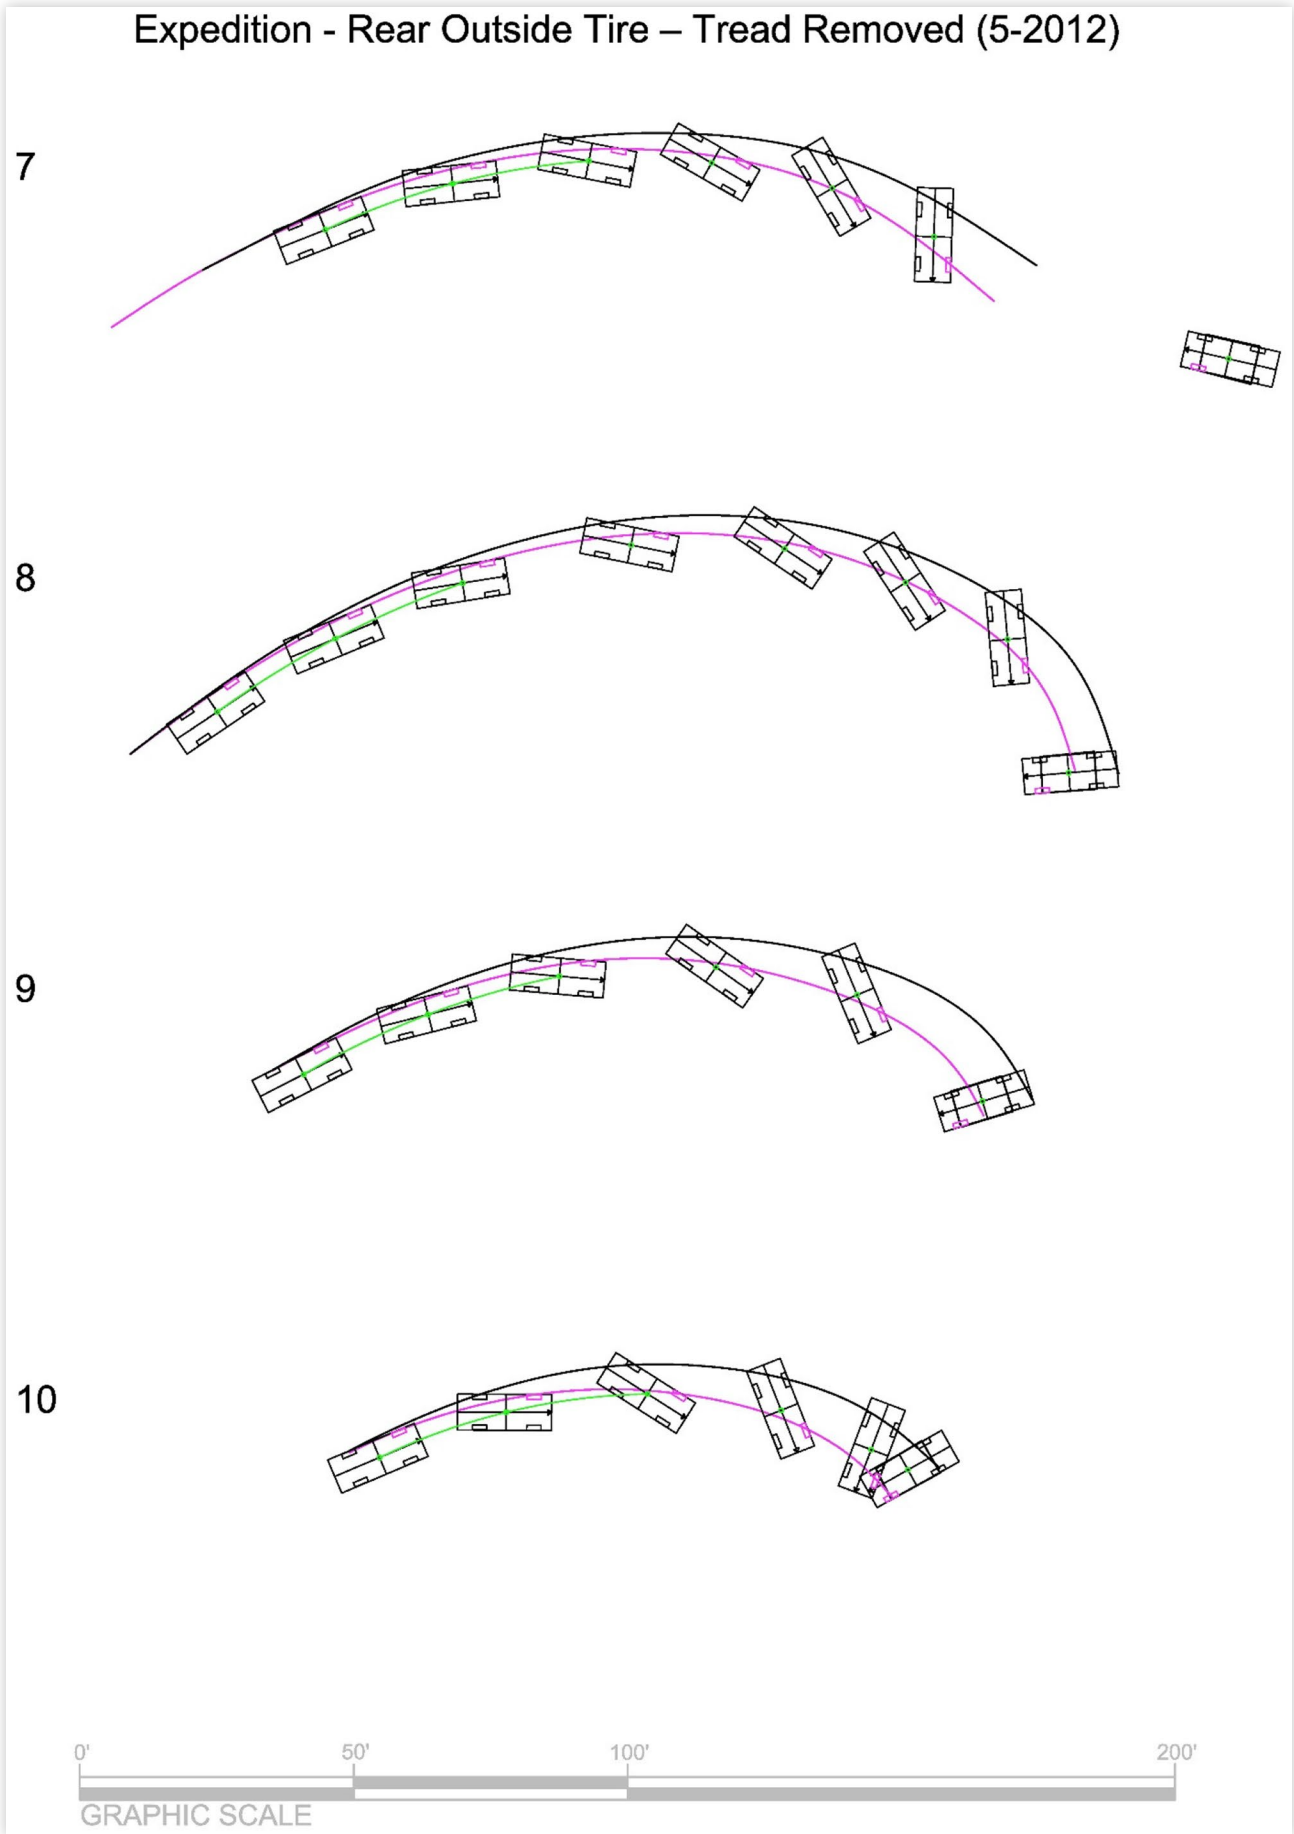 Expedition - Rear Outside Tire – Tread Removed (5-2012)
7
8
9
10
0' 50' 100' 200'
GRAPHIC SCALE